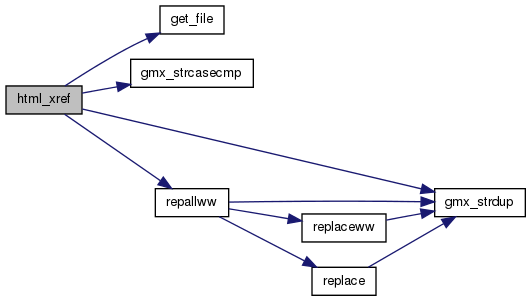 get_file
gmx_strcasecmp
html_xref
repallww
gmx_strdup
replaceww
replace